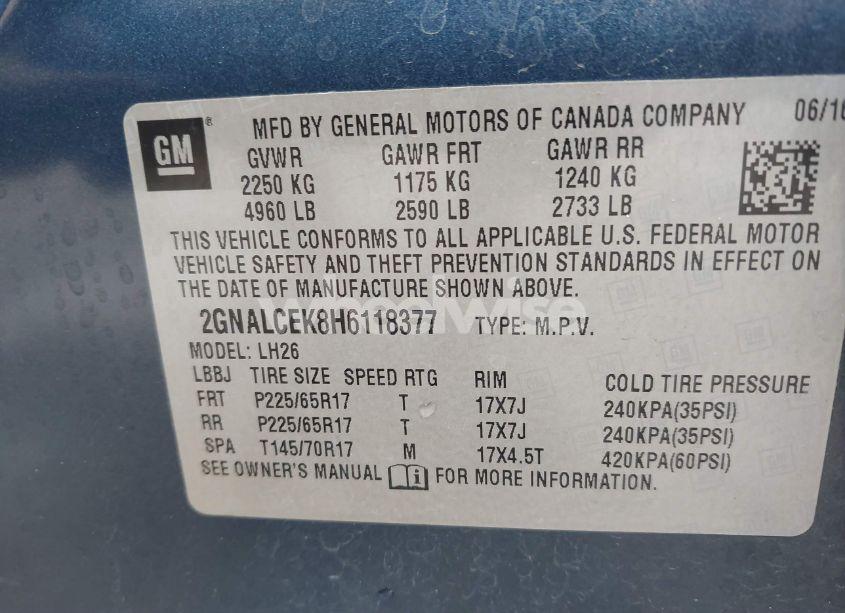 GM ®
MFD BY GENERAL MOTORS OF CANADA COMPANY 06/16
GVWR GAWR FRT GAWR RR
2250 KG 1175 KG 1240 KG
4960 LB 2590 LB 2733 LB
THIS VEHICLE CONFORMS TO ALL APPLICABLE U.S. FEDERAL MOTOR
VEHICLE SAFETY AND THEFT PREVENTION STANDARDS IN EFFECT ON
THE DATE OF MANUFACTURE SHOWN ABOVE.
2GNALCEK8H6118377 TYPE: M.P.V.
MODEL: LH26
LBBJ TIRE SIZE SPEED RTG RIM COLD TIRE PRESSURE
FRT P225/65R17 T 17X7J 240KPA(35PSI)
RR P225/65R17 T 17X7J 240KPA(35PSI)
SPA T145/70R17 M 17X4.5T 420KPA(60PSI)
SEE OWNER'S MANUAL i FOR MORE INFORMATION.